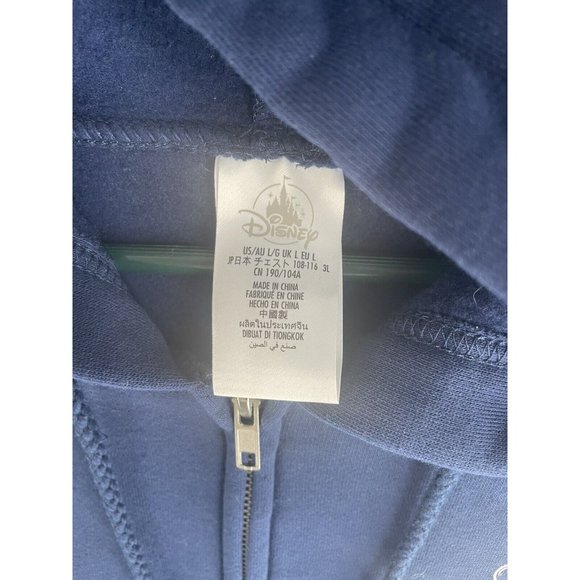 Disney
US/AU L/G UK L EU L
JP日本 チェスト 108-116 3L
CN 190/104A
MADE IN CHINA
FABRIQUÉ EN CHINE
HECHO EN CHINA
中國製
ผลิตในประเทศจีน
DIBUAT DI TIONGKOK
صنع في الصين